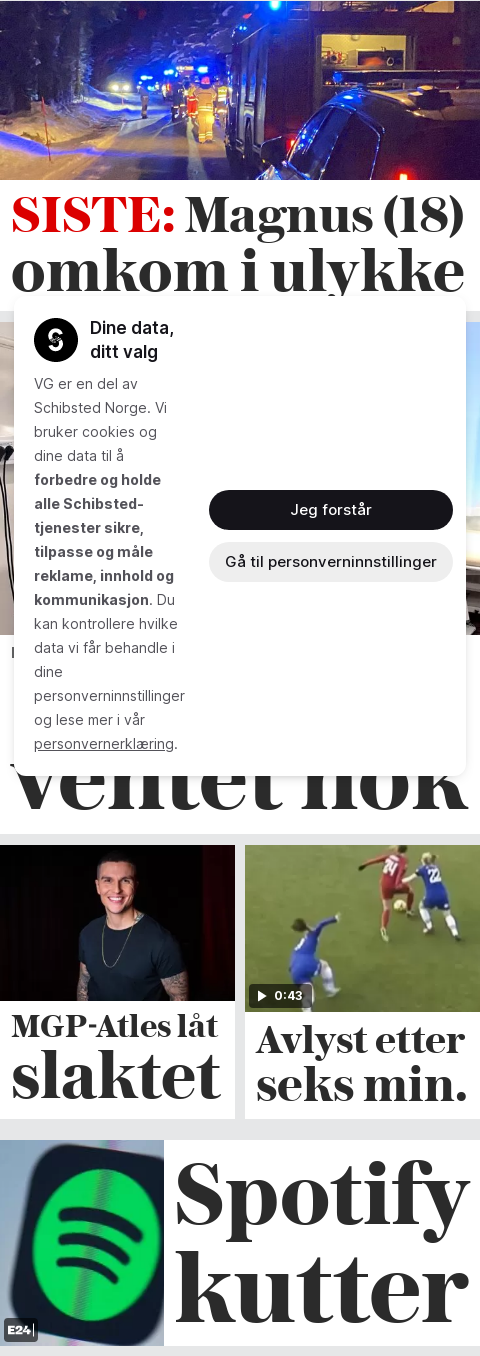 SISTE: Magnus (18)
omkom i ulykke
Dine data,
ditt valg
VG er en del av
Schibsted Norge. Vi
bruker cookies og
dine data til å
forbedre og holde
alle Schibsted-
tjenester sikre,
tilpasse og måle
reklame, innhold og
kommunikasjon. Du
kan kontrollere hvilke
data vi får behandle i
dine
personverninnstillinger
og lese mer i vår
personvernerklæring.
Jeg forstår
Gå til personverninnstillinger
Ventet nok
0:43
MGP-Atles låt
slaktet
Avlyst etter
seks min.
E24
Spotify
kutter